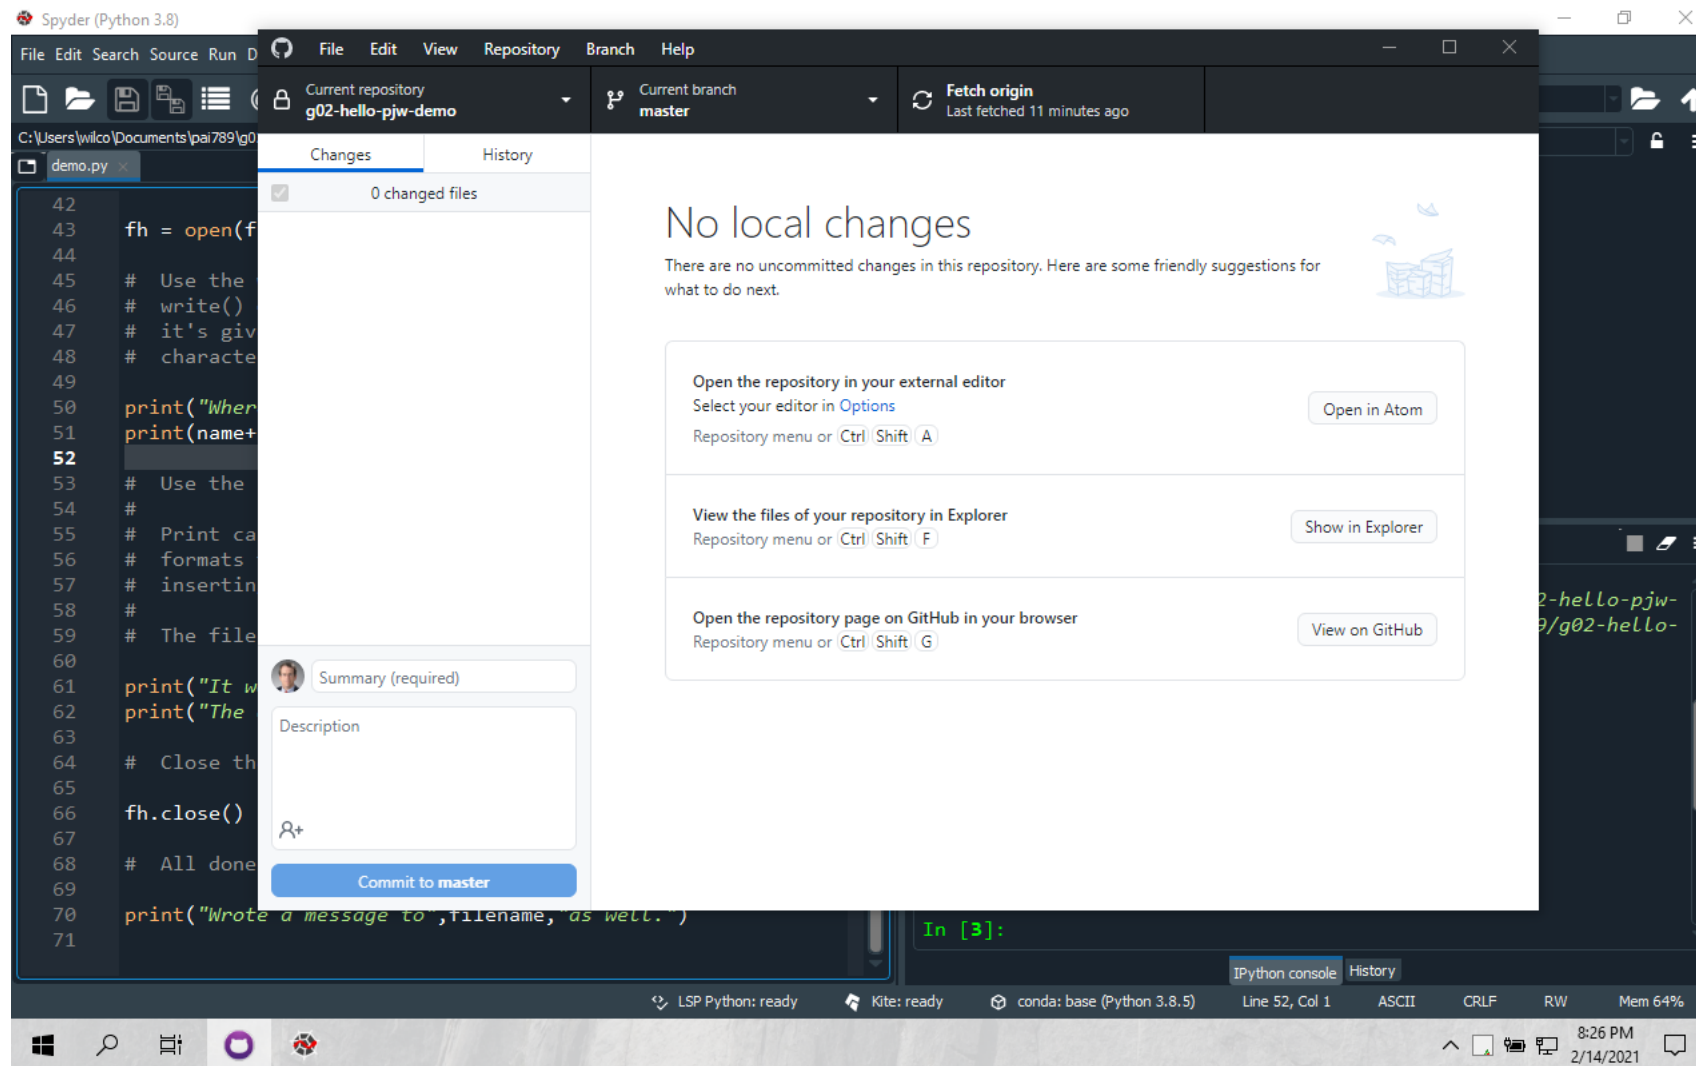 Spyder (Python 3.8)
File Edit Search Source Run D
File Edit View Repository Branch Help
Current repository
g02-hello-pjw-demo
Current branch
master
Fetch origin
Last fetched 11 minutes ago
C:\Users\wilco\Documents\pai789\g0
demo.py
Changes History
0 changed files
No local changes
There are no uncommitted changes in this repository. Here are some friendly suggestions for
what to do next.
Open the repository in your external editor
Select your editor in Options
Repository menu or Ctrl Shift A
Open in Atom
View the files of your repository in Explorer
Repository menu or Ctrl Shift F
Show in Explorer
Open the repository page on GitHub in your browser
Repository menu or Ctrl Shift G
View on GitHub
Summary (required)
Description
Commit to master
42
43 fh = open(f
44
45 # Use the
46 # write()
47 # it's giv
48 # characte
49
50 print("Wher
51 print(name+
52
53 # Use the
54 #
55 # Print ca
56 # formats
57 # insertin
58 #
59 # The file
60
61 print("It w
62 print("The
63
64 # Close th
65
66 fh.close()
67
68 # All done
69
70 print("Wrote a message to",filename,"as well.")
71
2-hello-pjw-
9/g02-hello-
In [3]:
IPython console History
LSP Python: ready Kite: ready conda: base (Python 3.8.5) Line 52, Col 1 ASCII CRLF RW Mem 64%
8:26 PM
2/14/2021